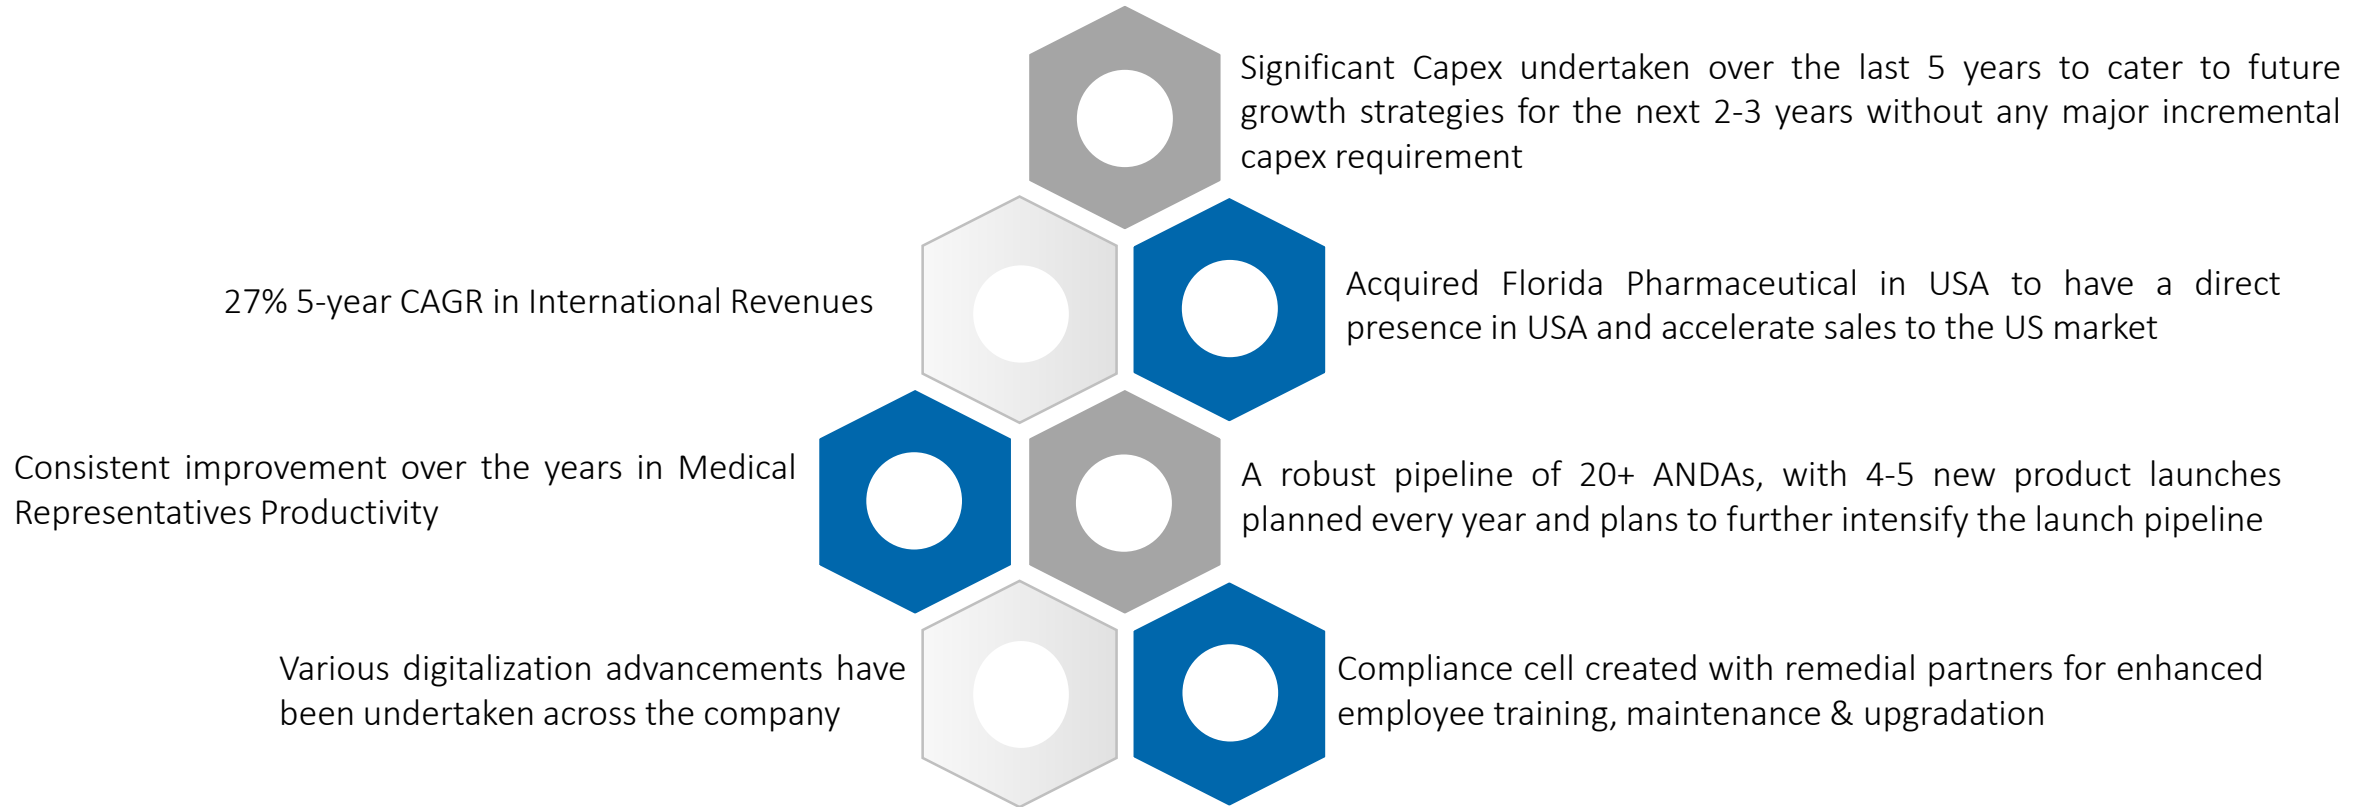 Significant Capex undertaken over the last 5 years to cater to future
growth strategies for the next 2-3 years without any major incremental
capex requirement
27% 5-year CAGR in International Revenues
Acquired Florida Pharmaceutical in USA to have a direct
presence in USA and accelerate sales to the US market
Consistent improvement over the years in Medical
Representatives Productivity
A robust pipeline of 20+ ANDAs, with 4-5 new product launches
planned every year and plans to further intensify the launch pipeline
Various digitalization advancements have
been undertaken across the company
Compliance cell created with remedial partners for enhanced
employee training, maintenance & upgradation